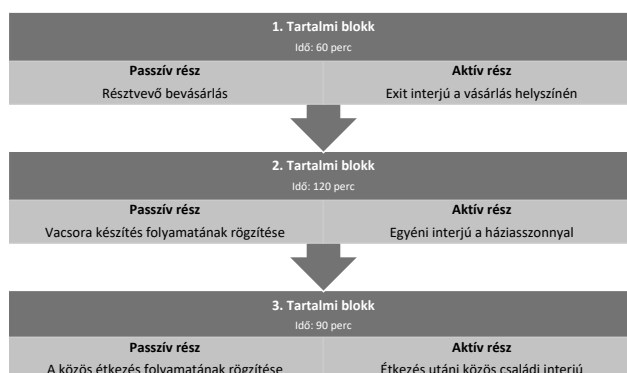 1. Tartalmi blokk
Idő: 60 perc
Passzív rész
Aktív rész
Résztvevő bevásárlás
Exit interjú a vásárlás helyszínén
2. Tartalmi blokk
Idő: 120 perc
Passzív rész
Aktív rész
Vacsora készítés folyamatának rögzítése
Egyéni interjú a háziasszonnyal
3. Tartalmi blokk
Idő: 90 perc
Passzív rész
Aktív rész
A közös étkezés folyamatának rögzítése
Étkezés utáni közös családi interjú